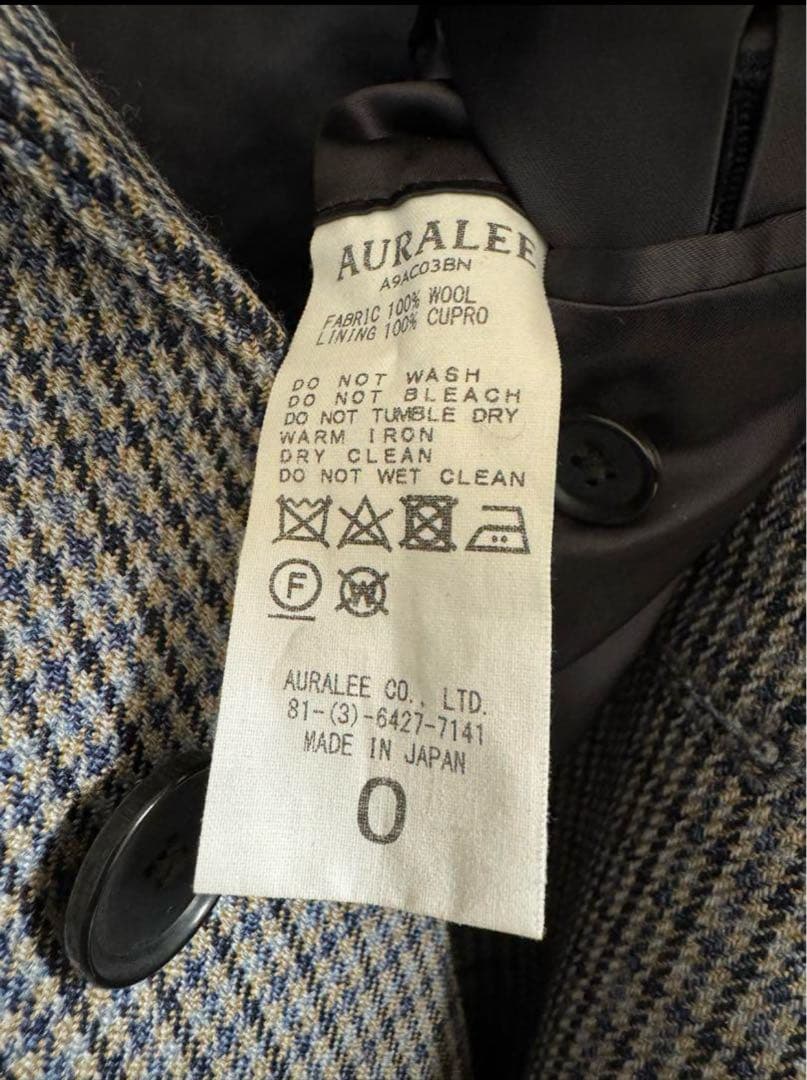 AURALEE
A9AC03BN
FABRIC 100% WOOL
LINING 100% CUPRO
DO NOT WASH
DO NOT BLEACH
DO NOT TUMBLE DRY
WARM IRON
DRY CLEAN
DO NOT WET CLEAN
F W
AURALEE CO., LTD.
81-(3)-6427-7141
MADE IN JAPAN
0